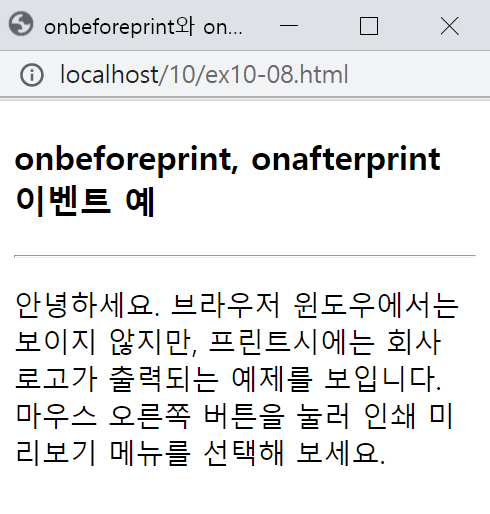 onbeforeprint와 on...
localhost/10/ex10-08.html
onbeforeprint, onafterprint
이벤트 예
안녕하세요. 브라우저 윈도우에서는
보이지 않지만, 프린트시에는 회사
로고가 출력되는 예제를 보입니다.
마우스 오른쪽 버튼을 눌러 인쇄 미
리보기 메뉴를 선택해 보세요.